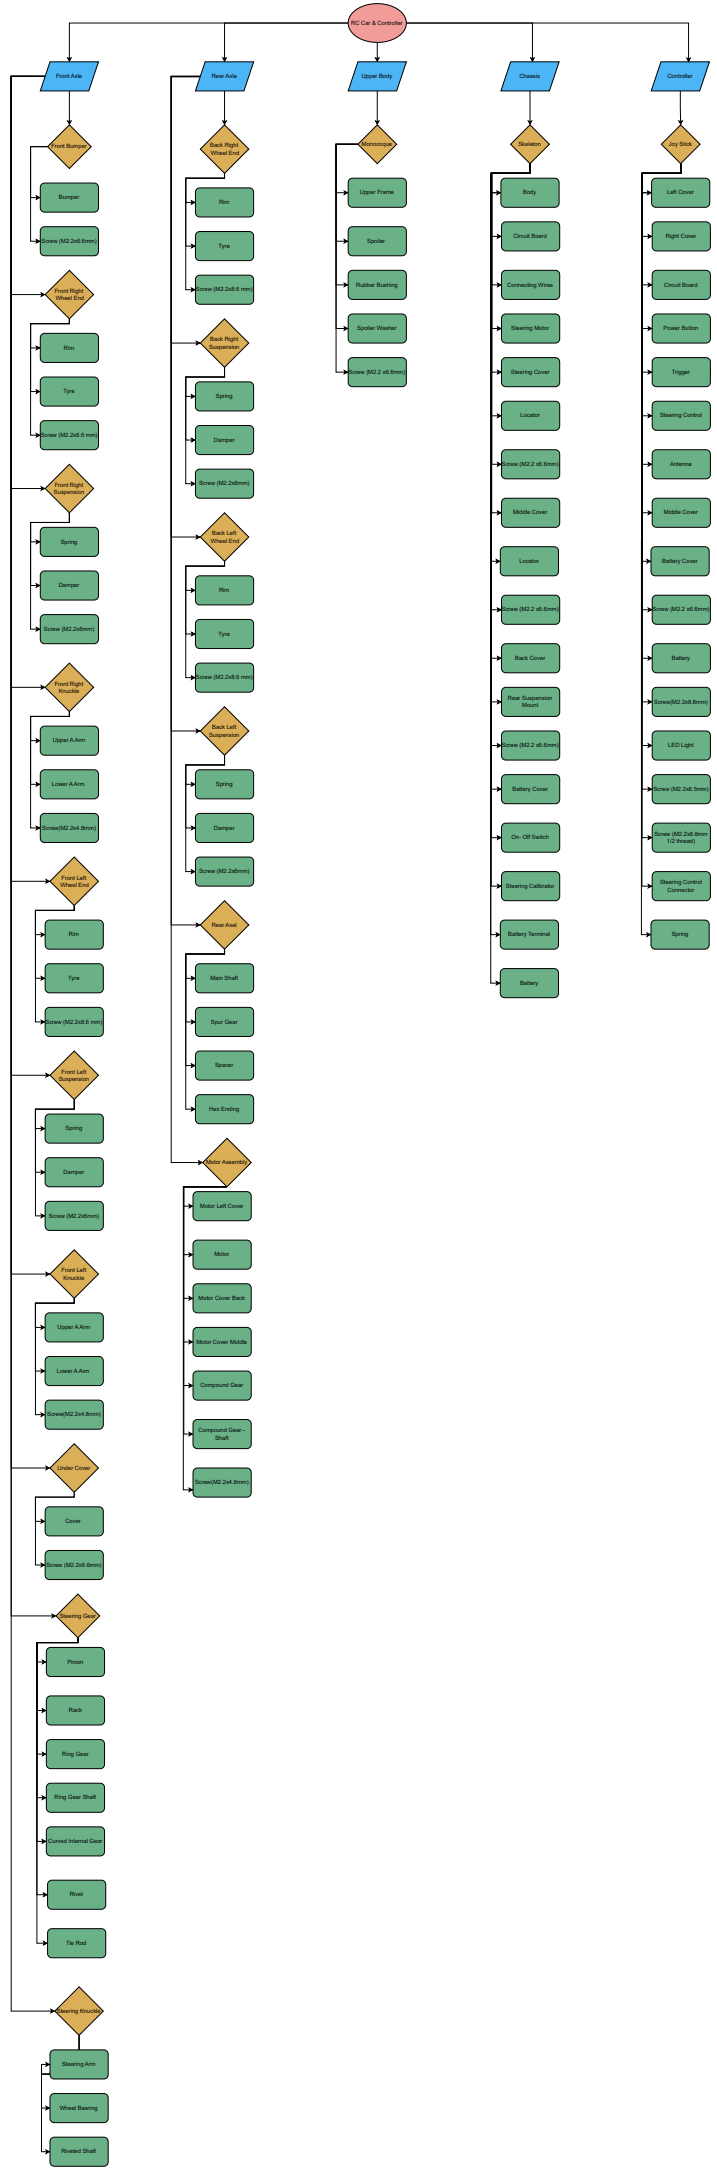 RC Car & Controller
Front Axle
Rear Axle
Upper Body
Chassis
Controller
Front Bumper
Bumper
Screw (M2.2x6.6mm)
Front Right
Wheel End
Rim
Tyre
Screw (M2.2x8.6 mm)
Front Right
Suspension
Spring
Damper
Screw (M2.2x6mm)
Front Right
Knuckle
Upper A Arm
Lower A Arm
Screw(M2.2x4.8mm)
Front Left
Wheel End
Rim
Tyre
Screw (M2.2x8.6 mm)
Front Left
Suspension
Spring
Damper
Screw (M2.2x6mm)
Front Left
Knuckle
Upper A Arm
Lower A Arm
Screw(M2.2x4.8mm)
Under Cover
Cover
Screw (M2.2x6.6mm)
Steering Gear
Pinion
Rack
Ring Gear
Ring Gear Shaft
Curved Internal Gear
Rivet
Tie Rod
Steering Knuckle
Steering Arm
Wheel Bearing
Riveted Shaft
Back Right
Wheel End
Rim
Tyre
Screw (M2.2x8.6 mm)
Back Right
Suspension
Spring
Damper
Screw (M2.2x6mm)
Back Left
Wheel End
Rim
Tyre
Screw (M2.2x8.6 mm)
Back Left
Suspension
Spring
Damper
Screw (M2.2x6mm)
Rear Axel
Main Shaft
Spur Gear
Spacer
Hex Ending
Motor Assembly
Motor Left Cover
Motor
Motor Cover Back
Motor Cover Middle
Compound Gear
Compound Gear -
Shaft
Screw(M2.2x4.8mm)
Monocoque
Upper Frame
Spoiler
Rubber Bushing
Spoiler Washer
Screw (M2.2 x6.6mm)
Skeleton
Body
Circuit Board
Connecting Wires
Steering Motor
Steering Cover
Locator
Screw (M2.2 x6.6mm)
Middle Cover
Locator
Screw (M2.2 x6.6mm)
Back Cover
Rear Suspension
Mount
Screw (M2.2 x6.6mm)
Battery Cover
On- Off Switch
Steering Calibrator
Battery Terminal
Battery
Joy Stick
Left Cover
Right Cover
Circuit Board
Power Button
Trigger
Steering Control
Antenna
Middle Cover
Battery Cover
Screw (M2.2 x6.6mm)
Battery
Screw(M2.2x8.8mm)
LED Light
Screw (M2.2x6.5mm)
Screw (M2.2x6.8mm
1/2 thread)
Steering Control
Connector
Spring